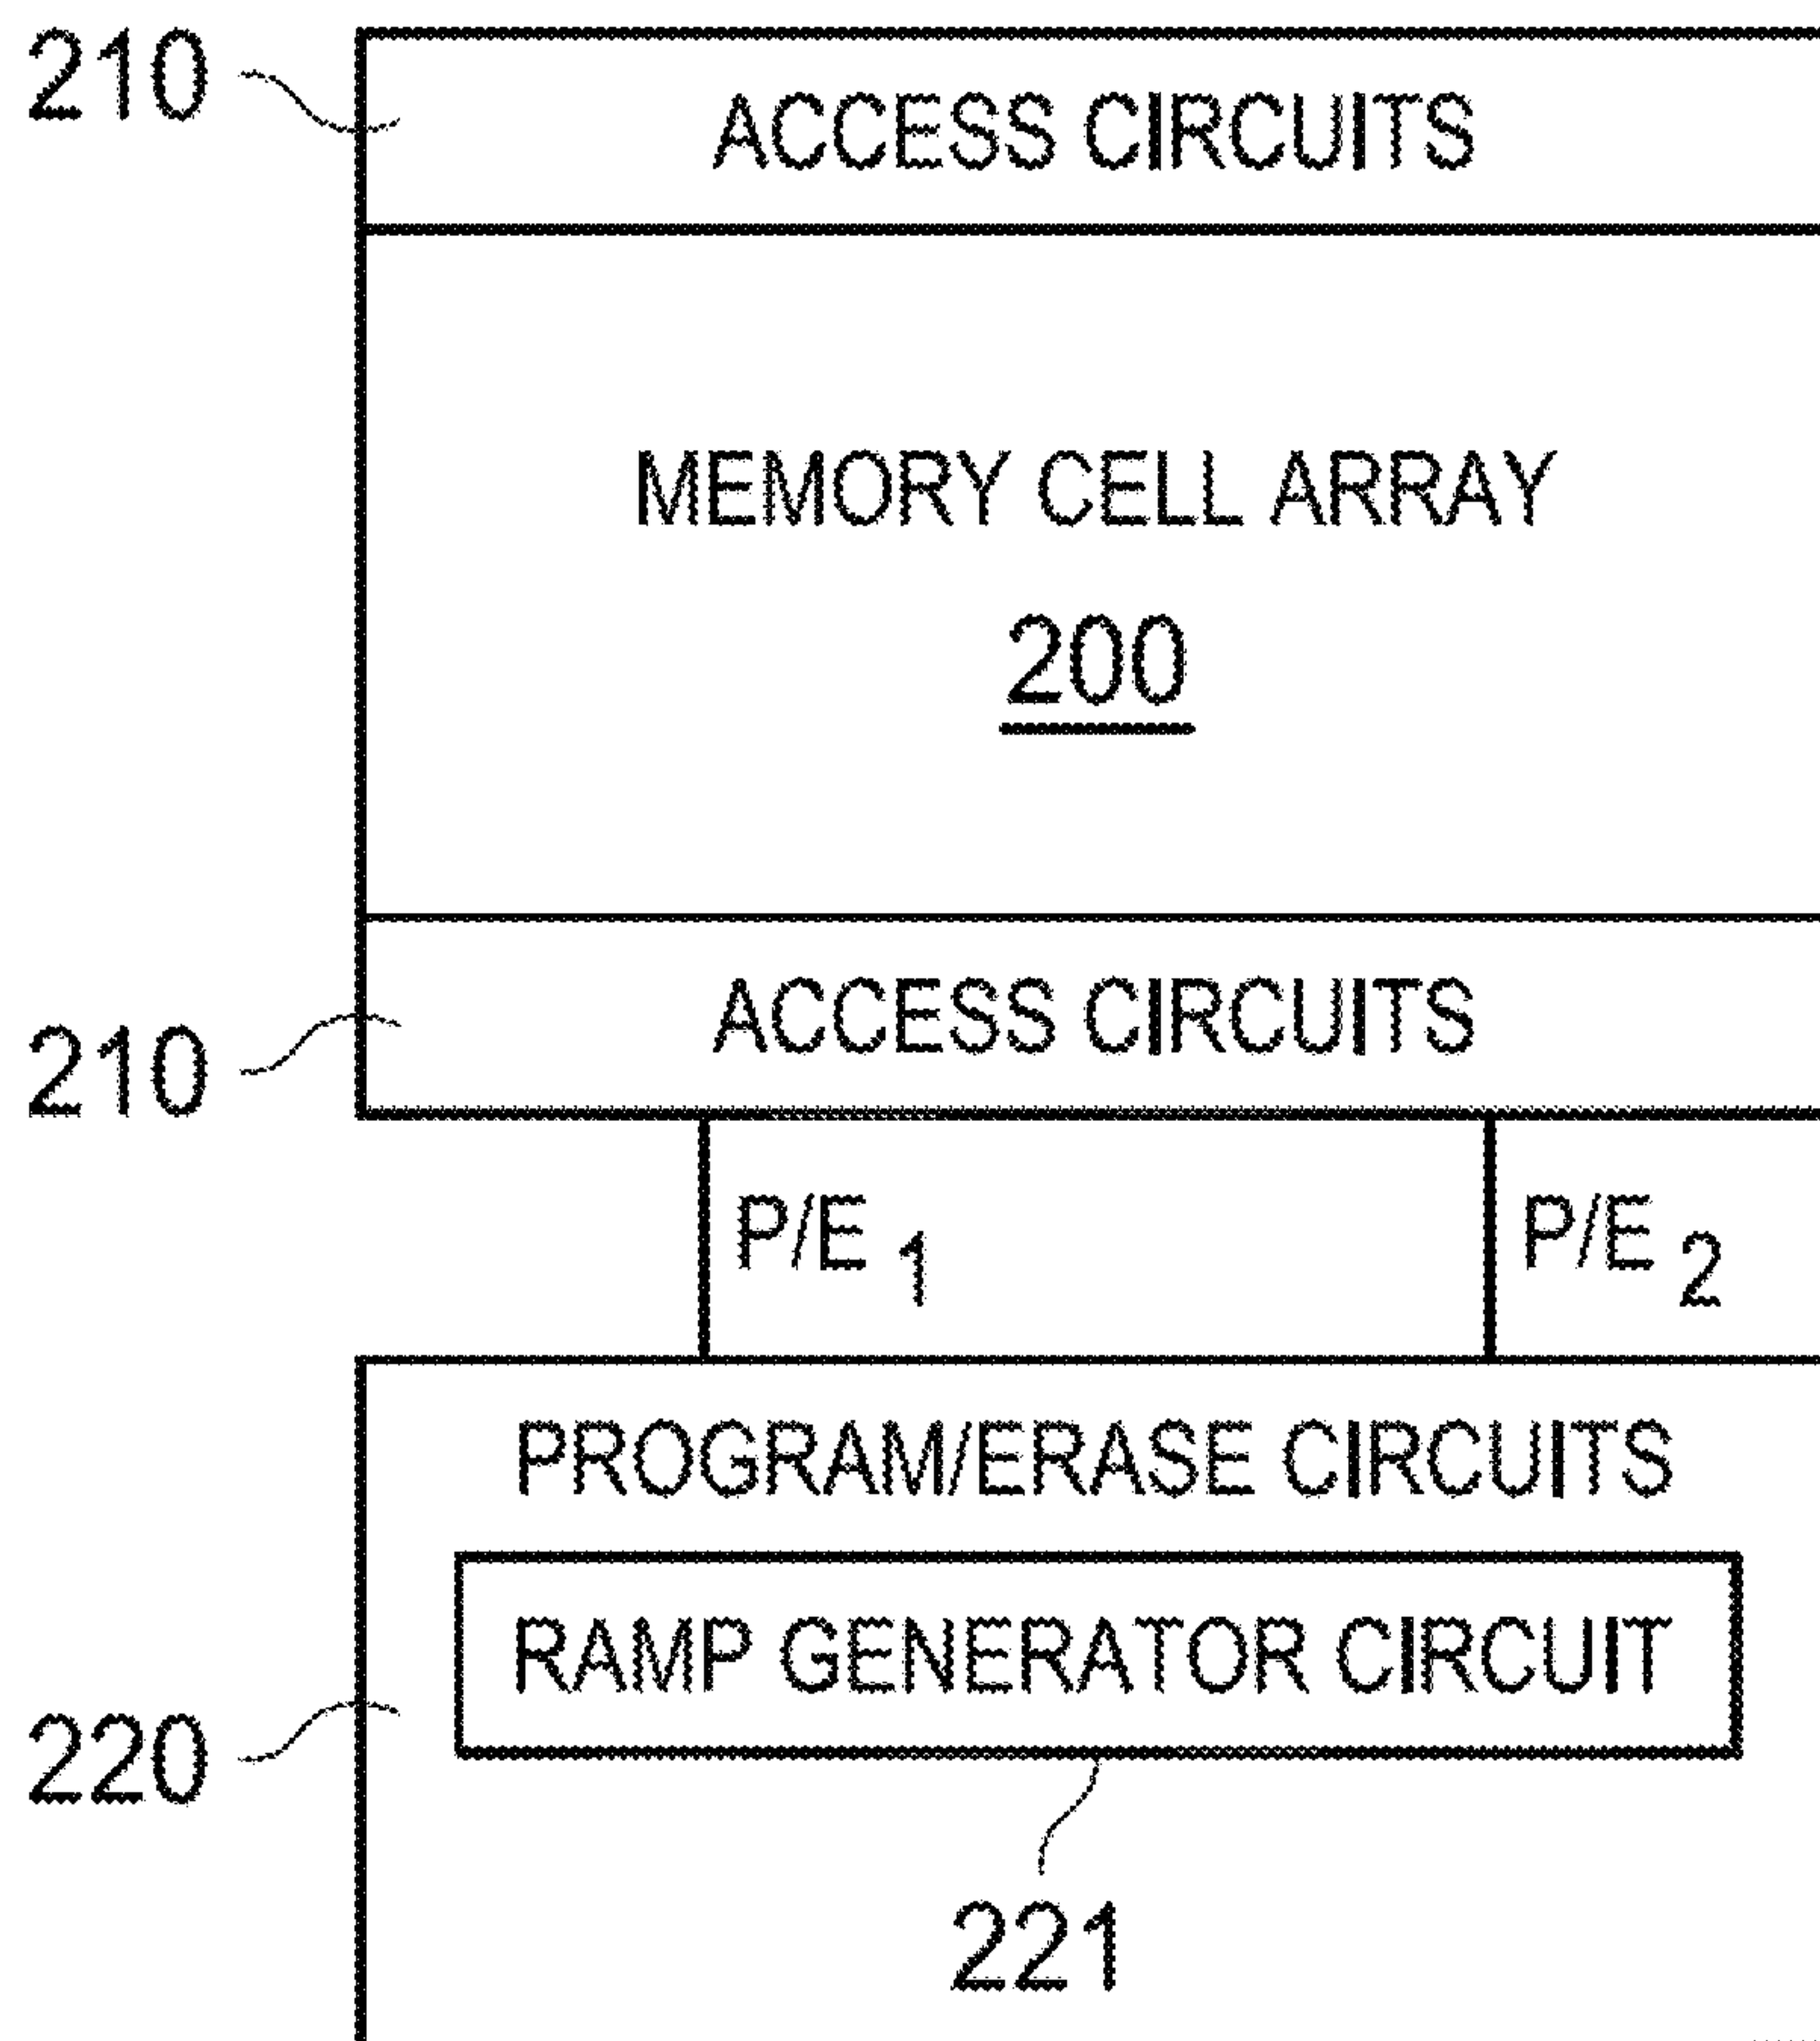 210
ACCESS CIRCUITS
MEMORY CELL ARRAY
200
ACCESS CIRCUITS
210
P/E 1
P/E 2
PROGRAM/ERASE CIRCUITS
RAMP GENERATOR CIRCUIT
220
221